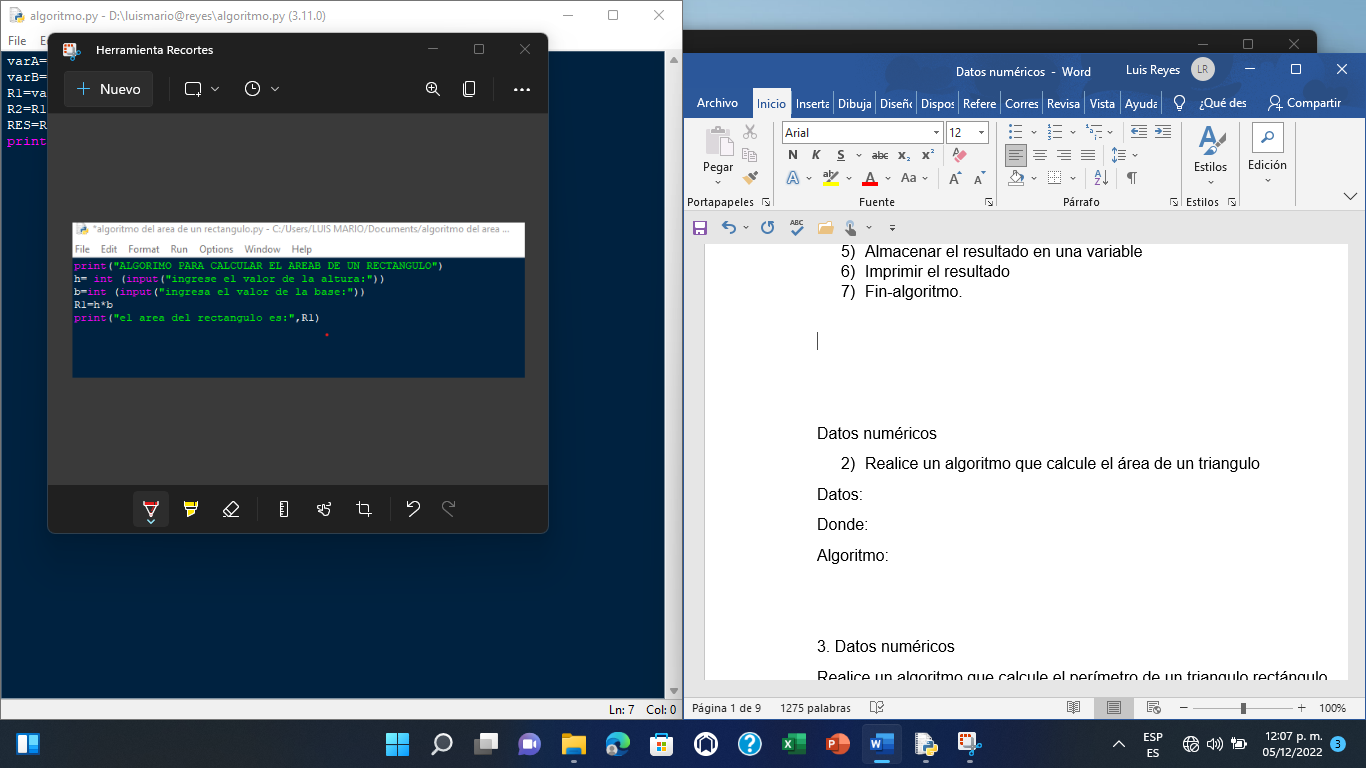 algoritmo.py - D:\luismario@reyes\algoritmo.py (3.11.0)
File
varA=
varB=
R1=va
R2=R1
RES=R
print
Ln: 7 Col: 0
Herramienta Recortes
Nuevo
*algoritmo del area de un rectangulo.py - C:/Users/LUIS MARIO/Documents/algoritmo del area ...
File Edit Format Run Options Window Help
print("ALGORIMO PARA CALCULAR EL AREAB DE UN RECTANGULO")
h= int (input("ingrese el valor de la altura:"))
b=int (input("ingresa el valor de la base:"))
R1=h*b
print("el area del rectangulo es:",R1)
Datos numéricos - Word
Luis Reyes LR
Archivo Inicio Inserta Dibuja Diseño Dispos Refere Corres Revisa Vista Ayuda ¿Qué des Compartir
Arial 12
Pegar
N K S abc x₂ x²
A ab A Aa A A
Estilos
Edición
Portapapeles Fuente Párrafo Estilos
5) Almacenar el resultado en una variable
6) Imprimir el resultado
7) Fin-algoritmo.
Datos numéricos
2) Realice un algoritmo que calcule el área de un triangulo
Datos:
Donde:
Algoritmo:
3. Datos numéricos
Realice un algoritmo que calcule el perímetro de un triangulo rectángulo
Página 1 de 9 1275 palabras 100%
ESP
ES
12:07 p. m.
05/12/2022
3